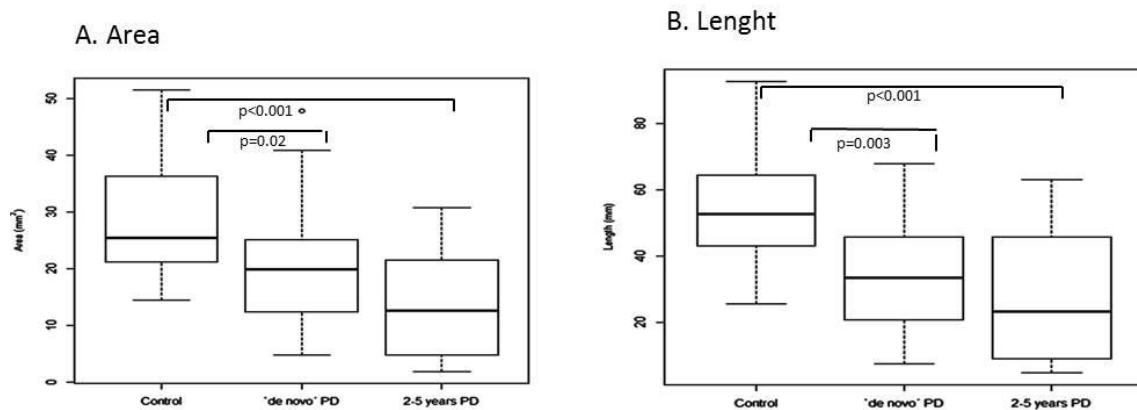 A. Area
50
40
30
20
10
0
Area (mm²)
p<0.001
p=0.02
Control
"de novo" PD
2-5 years PD
B. Lenght
80
60
40
20
Length (mm)
p<0.001
p=0.003
Control
"de novo" PD
2-5 years PD